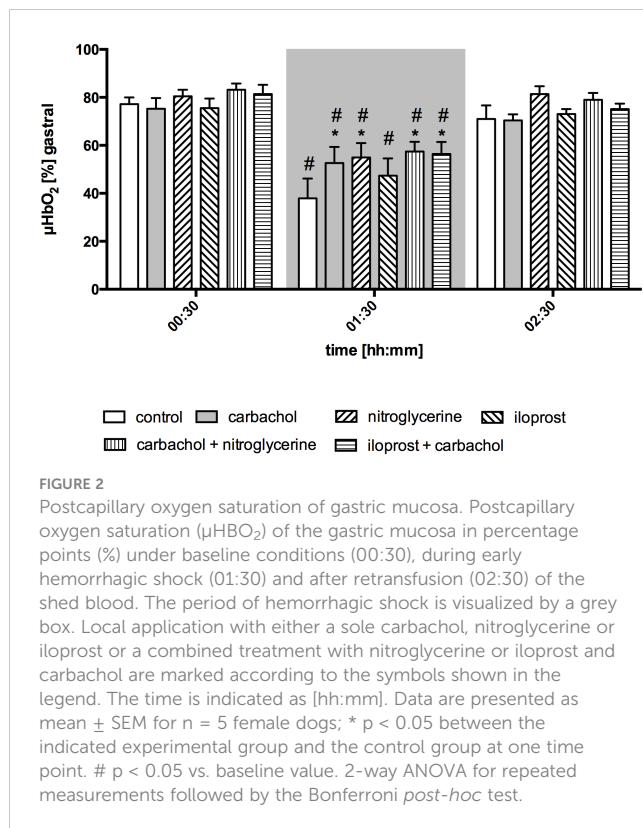 100
80
60
40
20
0
µHbO2 [%] gastral
# # # # # #
* * * *
00:30 01:30 02:30
time [hh:mm]
control carbachol nitroglycerine iloprost
carbachol + nitroglycerine iloprost + carbachol
FIGURE 2
Postcapillary oxygen saturation of gastric mucosa. Postcapillary
oxygen saturation (µHBO₂) of the gastric mucosa in percentage
points (%) under baseline conditions (00:30), during early
hemorrhagic shock (01:30) and after retransfusion (02:30) of the
shed blood. The period of hemorrhagic shock is visualized by a grey
box. Local application with either a sole carbachol, nitroglycerine or
iloprost or a combined treatment with nitroglycerine or iloprost and
carbachol are marked according to the symbols shown in the
legend. The time is indicated as [hh:mm]. Data are presented as
mean ± SEM for n = 5 female dogs; * p < 0.05 between the
indicated experimental group and the control group at one time
point. # p < 0.05 vs. baseline value. 2-way ANOVA for repeated
measurements followed by the Bonferroni post-hoc test.